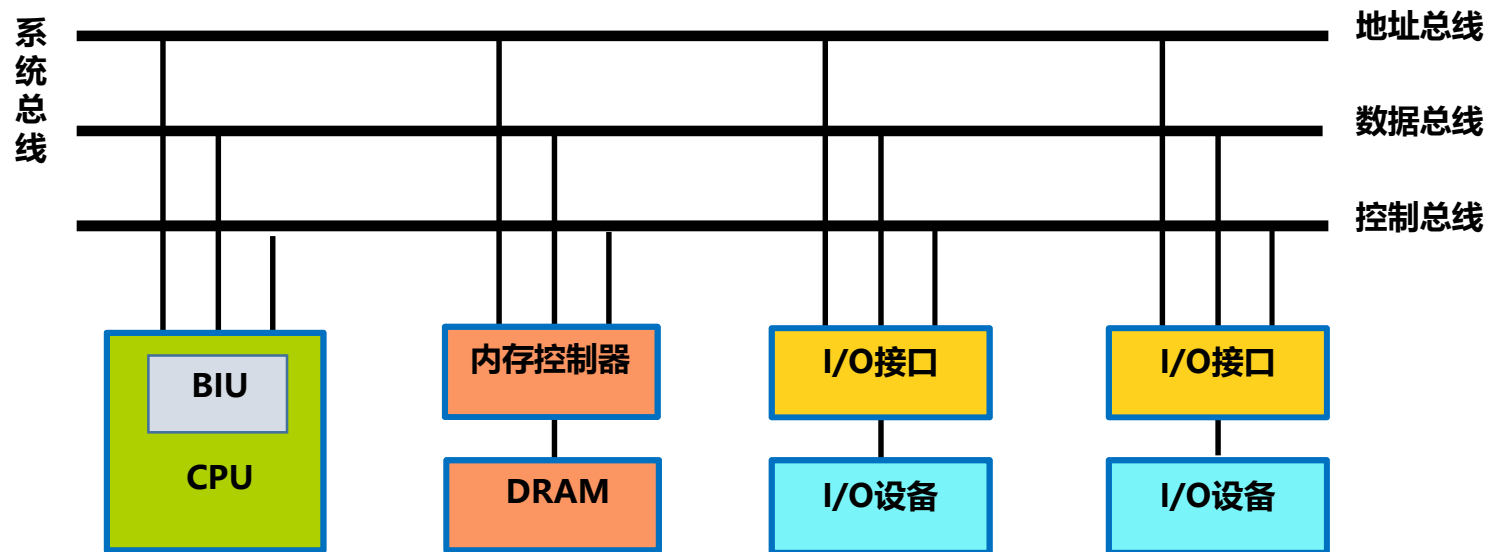 系统总线
地址总线
数据总线
控制总线
BIU
CPU
内存控制器
DRAM
I/O接口
I/O设备
I/O接口
I/O设备